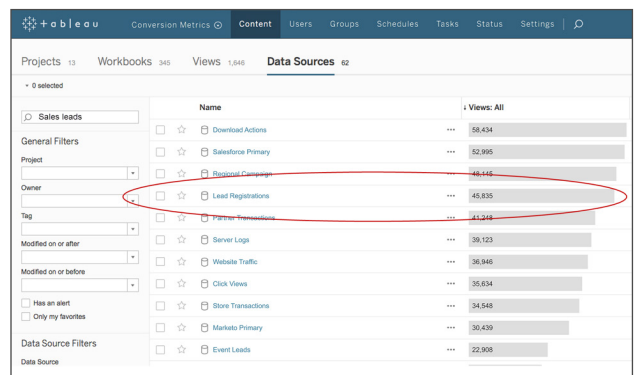 +ableau Conversion Metrics Content Users Groups Schedules Tasks Status Settings
Projects 13 Workbooks 345 Views 1,646 Data Sources 62
0 selected
Sales leads
General Filters
Project
Owner
Tag
Modified on or after
Modified on or before
Has an alert
Only my favorites
Data Source Filters
Data Source
Name ↓ Views: All
Download Actions ••• 58,434
Salesforce Primary ••• 52,995
Regional Campaign ••• 48,145
Lead Registrations ••• 45,835
Partner Transactions ••• 41,248
Server Logs ••• 39,123
Website Traffic ••• 36,946
Click Views ••• 35,634
Store Transactions ••• 34,548
Marketo Primary ••• 30,439
Event Leads ••• 22,908